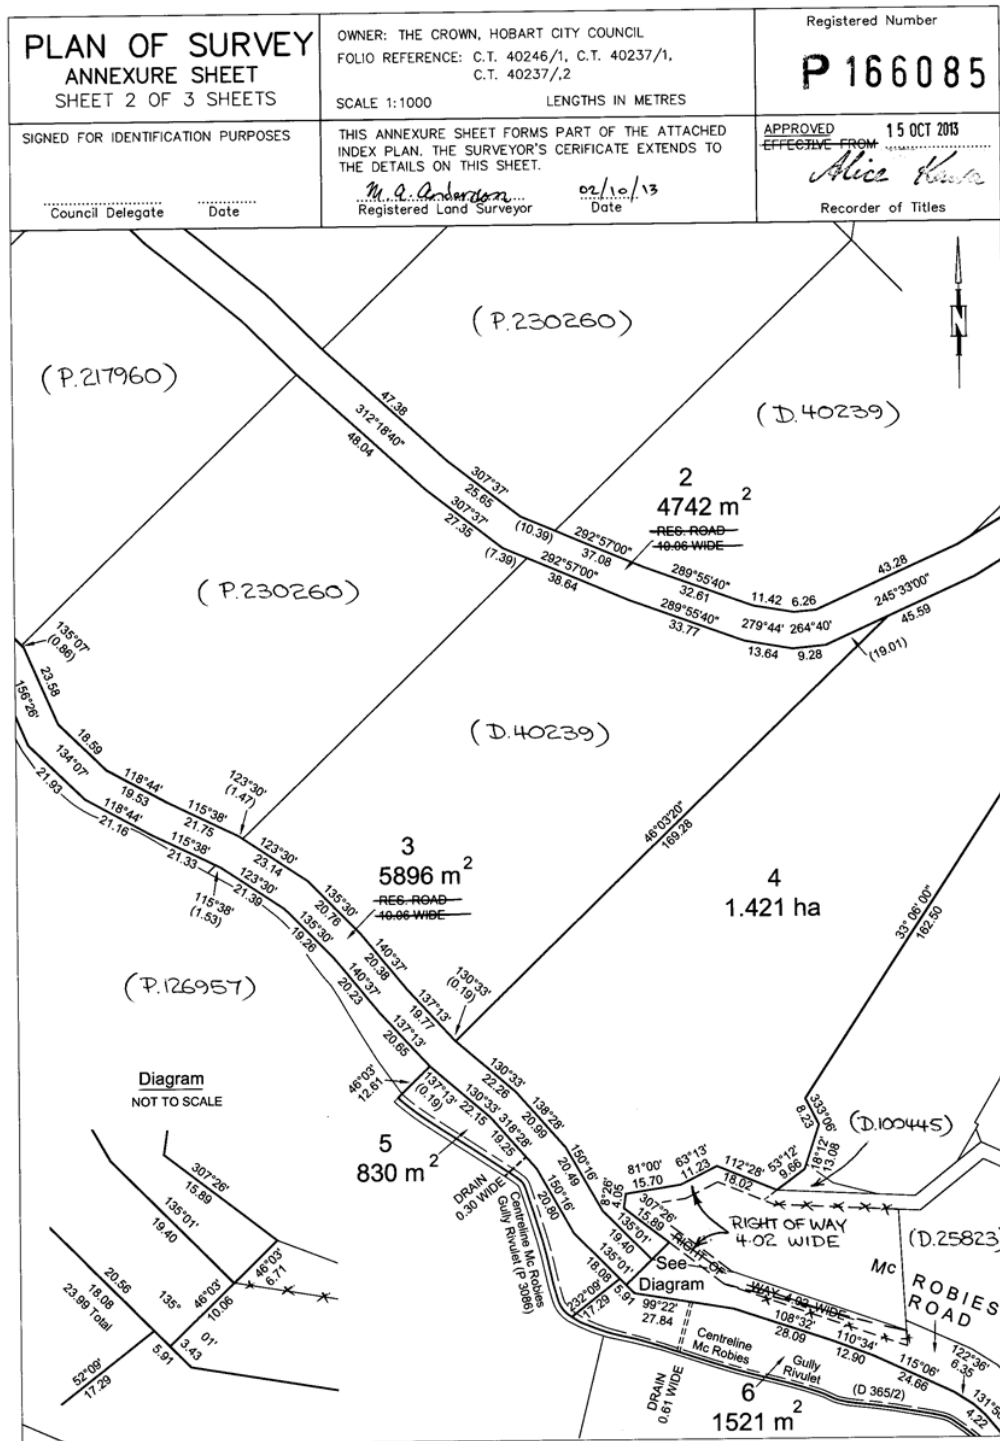 PLAN OF SURVEY
ANNEXURE SHEET
SHEET 2 OF 3 SHEETS
OWNER: THE CROWN, HOBART CITY COUNCIL
FOLIO REFERENCE: C.T. 40246/1, C.T. 40237/1,
C.T. 40237/,2
SCALE 1:1000 LENGTHS IN METRES
Registered Number
P 166085
SIGNED FOR IDENTIFICATION PURPOSES
Council Delegate Date
THIS ANNEXURE SHEET FORMS PART OF THE ATTACHED
INDEX PLAN. THE SURVEYOR'S CERIFICATE EXTENDS TO
THE DETAILS ON THIS SHEET.
M. A. Anderson 02/10/13
Registered Land Surveyor Date
APPROVED 15 OCT 2013
EFFECTIVE FROM
Alice
Recorder of Titles
(P.230260)
(P.217960)
(D.40239)
N
47.38
312°18'40"
48.04
307°37'
25.65
307°37'
27.35
(10.39)
(7.39)
2
4742 m²
RES. ROAD
10.06 WIDE
292°57'00"
37.08
292°57'00"
38.64
289°55'40"
32.61
289°55'40"
33.77
11.42 6.26
279°44' 264°40'
13.64 9.28
43.28
245°33'00"
45.59
(19.01)
(P.230260)
135°07'
(0.86)
23.58
156°26'
18.59
134°07'
21.93
118°44'
19.53
118°44'
21.16
115°38'
21.75
115°38'
21.33
123°30'
(1.47)
123°30'
23.14
123°30'
21.39
115°38'
(1.53)
(D.40239)
46°03'20"
169.28
3
5896 m²
RES. ROAD
10.06 WIDE
135°30'
20.76
135°30'
19.26
140°37'
20.38
140°37'
20.23
137°13'
19.77
137°13'
20.65
130°33'
(0.19)
4
1.421 ha
33°06'00"
162.50
(P.126957)
130°33'
22.26
138°28'
20.99
150°16'
20.49
46°03'
12.61
137°13'
(0.19)
130°33'
22.15
318°28'
19.25
150°16'
20.80
5
830 m²
DRAIN
0.30 WIDE
Centreline Mc Robies
Gully Rivulet (P 3086)
333°06'
8.23
(D.100445)
18°12'
13.08
53°12'
9.66
112°28'
18.02
63°13'
11.23
81°00'
15.70
8°26'
4.05
307°26'
15.89
135°01'
19.40
135°01'
18.08
5.91
RIGHT OF WAY
4.02 WIDE
RIGHT OF
WAY 4.02 WIDE
See
Diagram
(D.25823)
Mc ROBIES
ROAD
232°09'
17.29
99°22'
27.84
108°32'
28.09
110°34'
12.90
115°06'
24.66
122°36'
6.35
4.22
Centreline
Mc Robies
Gully
Rivulet
(D 365/2)
DRAIN
0.61 WIDE
6
1521 m²
Diagram
NOT TO SCALE
307°26'
15.89
135°01'
19.40
46°03'
6.71
46°03'
10.06
20.56
18.08
23.99 Total
135°
01'
3.43
5.91
52°09'
17.29